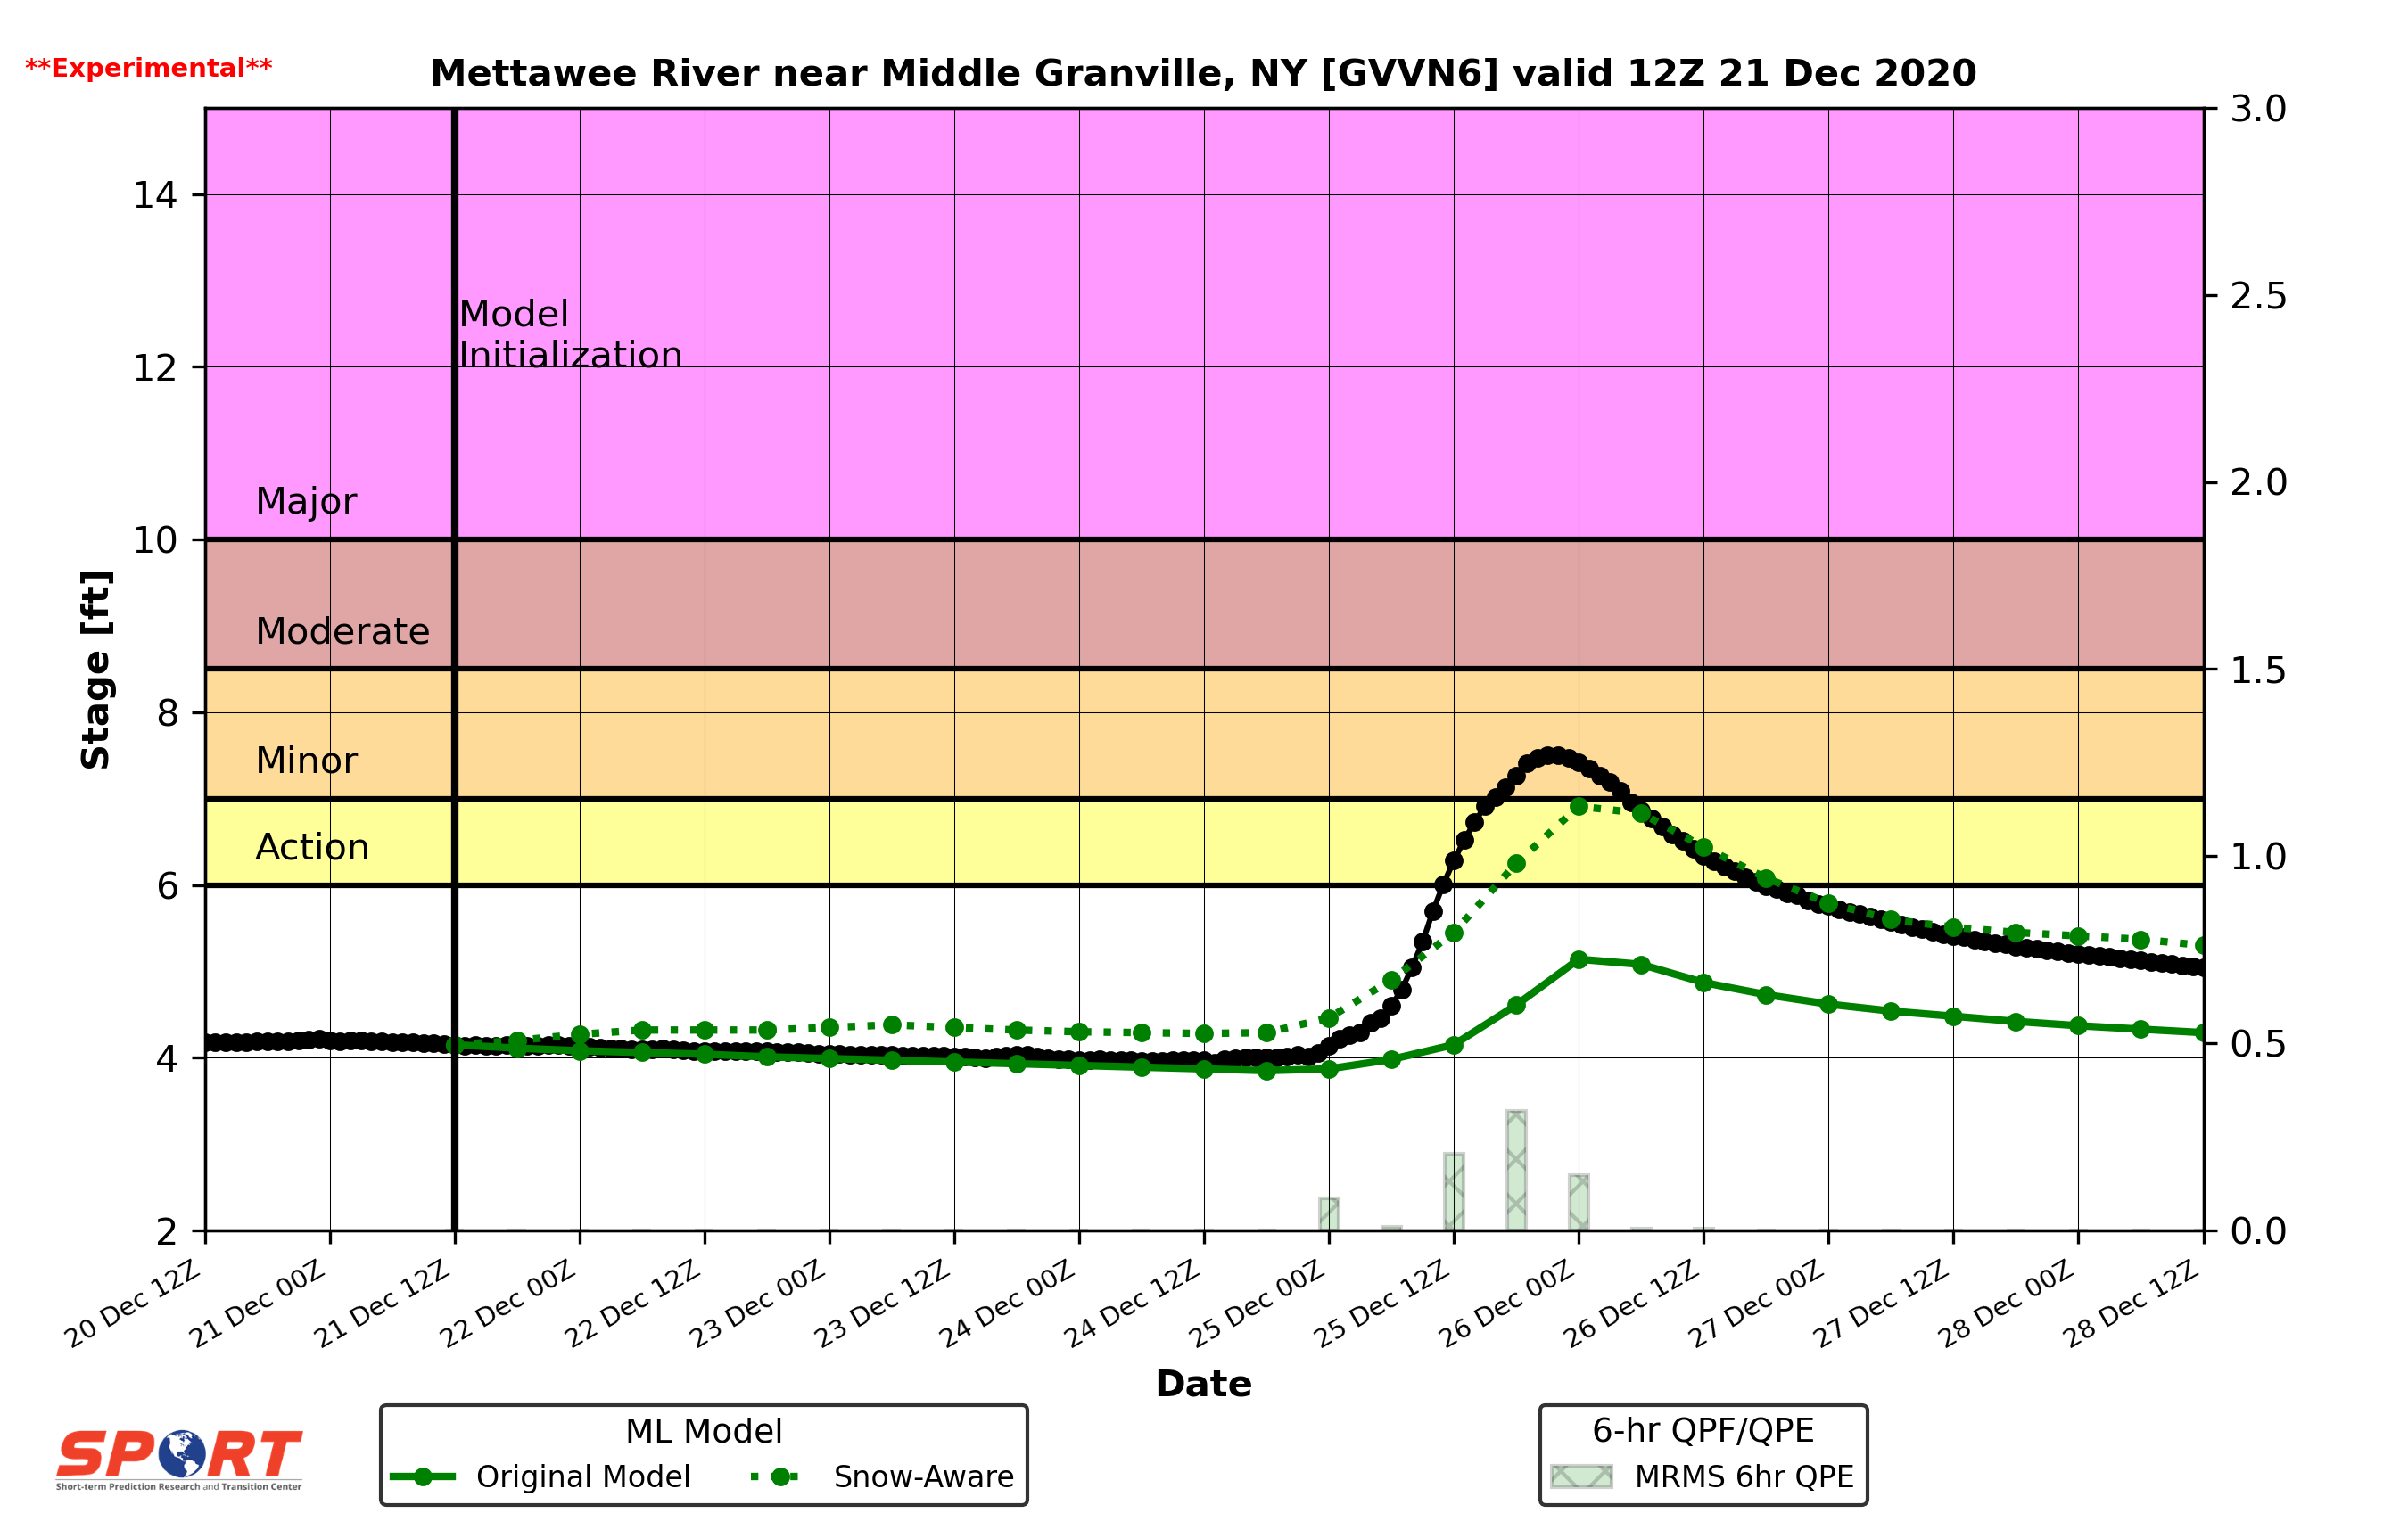 **Experimental**
Mettawee River near Middle Granville, NY [GVVN6] valid 12Z 21 Dec 2020
3.0
14
2.5
Model
Initialization
12
2.0
Major
10
Moderate
1.5
Stage [ft]
8
Minor
Action
1.0
6
4
0.5
2
0.0
20 Dec 12Z
21 Dec 00Z
21 Dec 12Z
22 Dec 00Z
22 Dec 12Z
23 Dec 00Z
23 Dec 12Z
24 Dec 00Z
24 Dec 12Z
25 Dec 00Z
25 Dec 12Z
26 Dec 00Z
26 Dec 12Z
27 Dec 00Z
27 Dec 12Z
28 Dec 00Z
28 Dec 12Z
Date
SPORT
Short-term Prediction Research and Transition Center
ML Model
Original Model
Snow-Aware
6-hr QPF/QPE
MRMS 6hr QPE